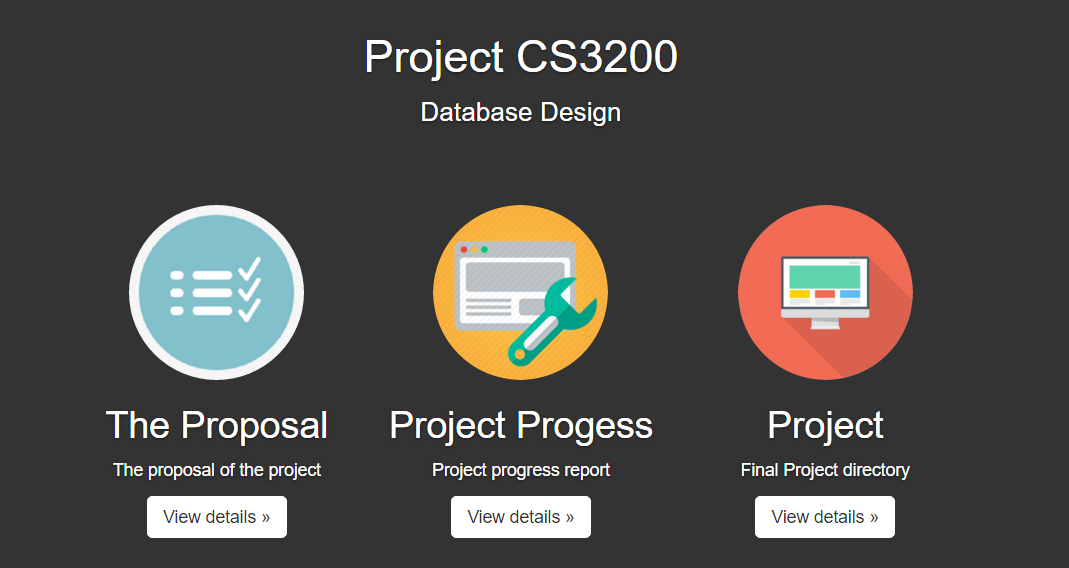 Project CS3200
Database Design
The Proposal
The proposal of the project
View details »
Project Progess
Project progress report
View details »
Project
Final Project directory
View details »